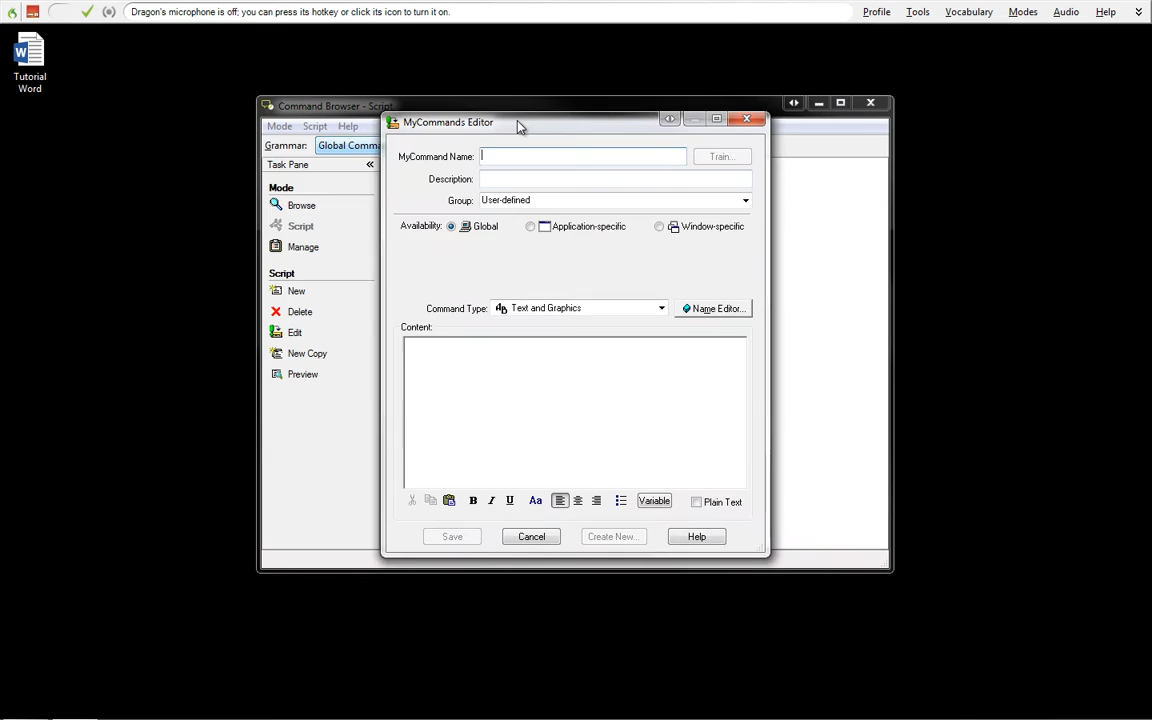 Dragon's microphone is off; you can press its hotkey or click its icon to turn it on. Profile Tools Vocabulary Modes Audio Help
Tutorial
Word
Command Browser - Script
MyCommands Editor
Mode Script Help
Grammar: Global Comma
Task Pane
Mode
Browse
Script
Manage
Script
New
Delete
Edit
New Copy
Preview
MyCommand Name: Train...
Description:
Group: User-defined
Availability: Global Application-specific Window-specific
Command Type: Text and Graphics Name Editor...
Content:
B I U Aa Variable Plain Text
Save Cancel Create New... Help